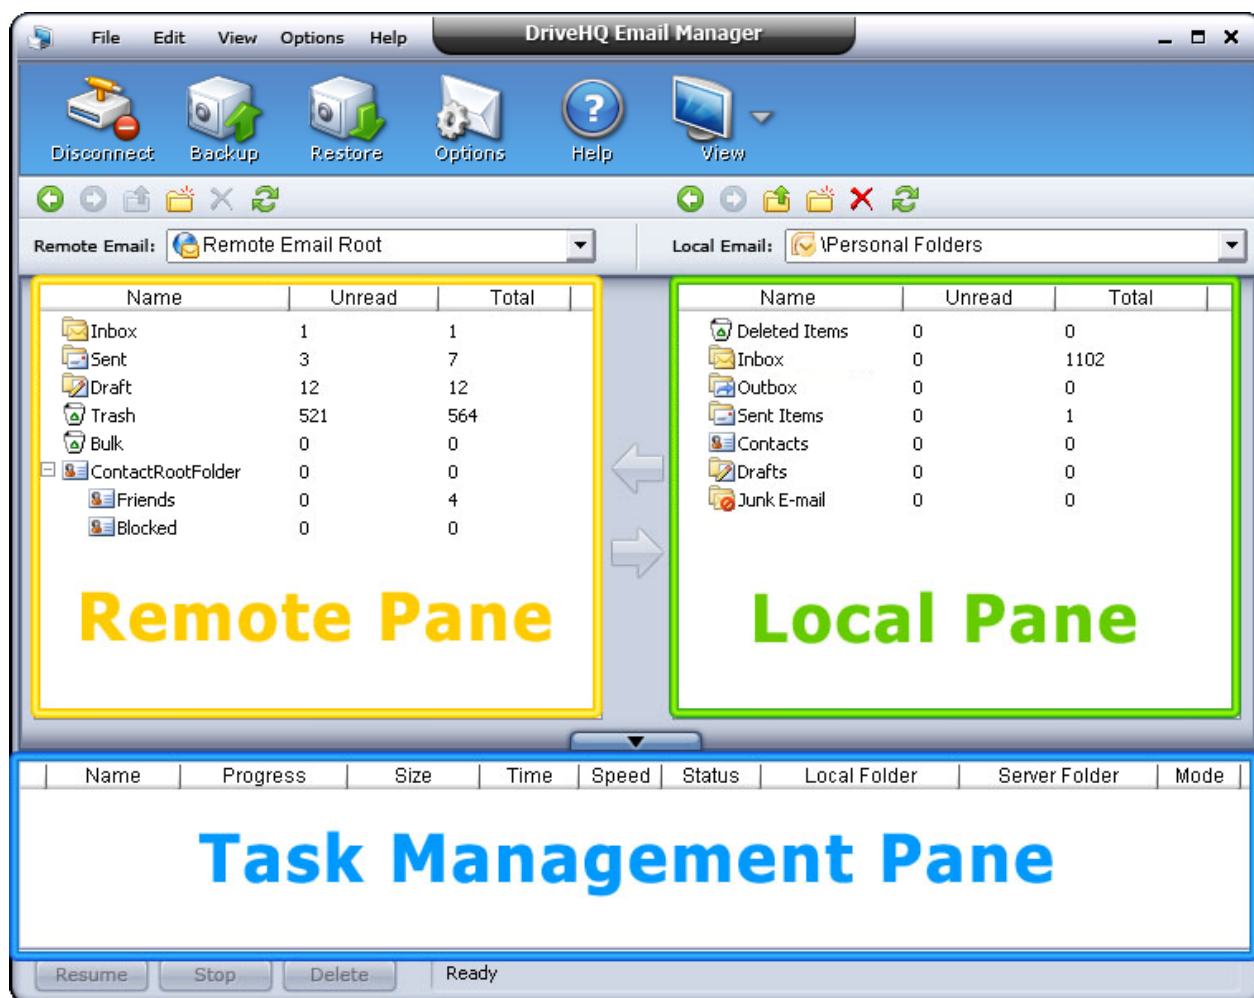 DriveHQ Email Manager
File Edit View Options Help
Disconnect Backup Restore Options Help View
Remote Email: Remote Email Root Local Email: \Personal Folders
Name Unread Total
Inbox 1 1
Sent 3 7
Draft 12 12
Trash 521 564
Bulk 0 0
ContactRootFolder 0 0
Friends 0 4
Blocked 0 0
Remote Pane
Name Unread Total
Deleted Items 0 0
Inbox 0 1102
Outbox 0 0
Sent Items 0 1
Contacts 0 0
Drafts 0 0
Junk E-mail 0 0
Local Pane
Name Progress Size Time Speed Status Local Folder Server Folder Mode
Task Management Pane
Resume Stop Delete Ready